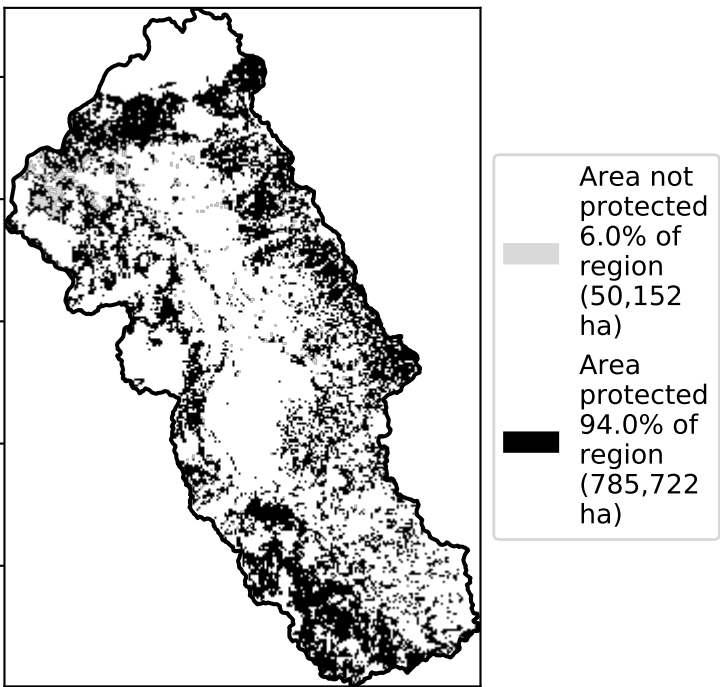 Area not
protected
6.0% of
region
(50,152
ha)
Area
protected
94.0% of
region
(785,722
ha)